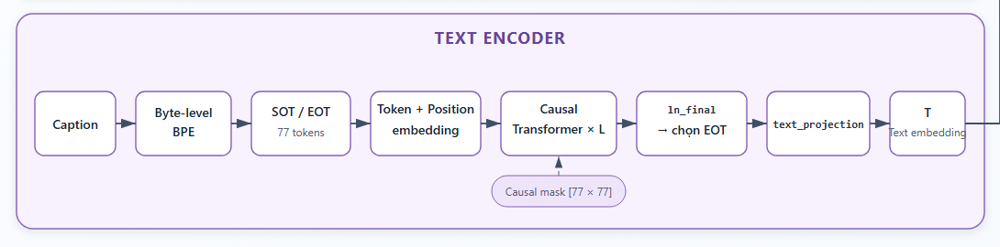 TEXT ENCODER
Caption
Byte-level
BPE
SOT / EOT
77 tokens
Token + Position
embedding
Causal
Transformer × L
ln_final
→ chọn EOT
text_projection
T
Text embedding
Causal mask [77 × 77]